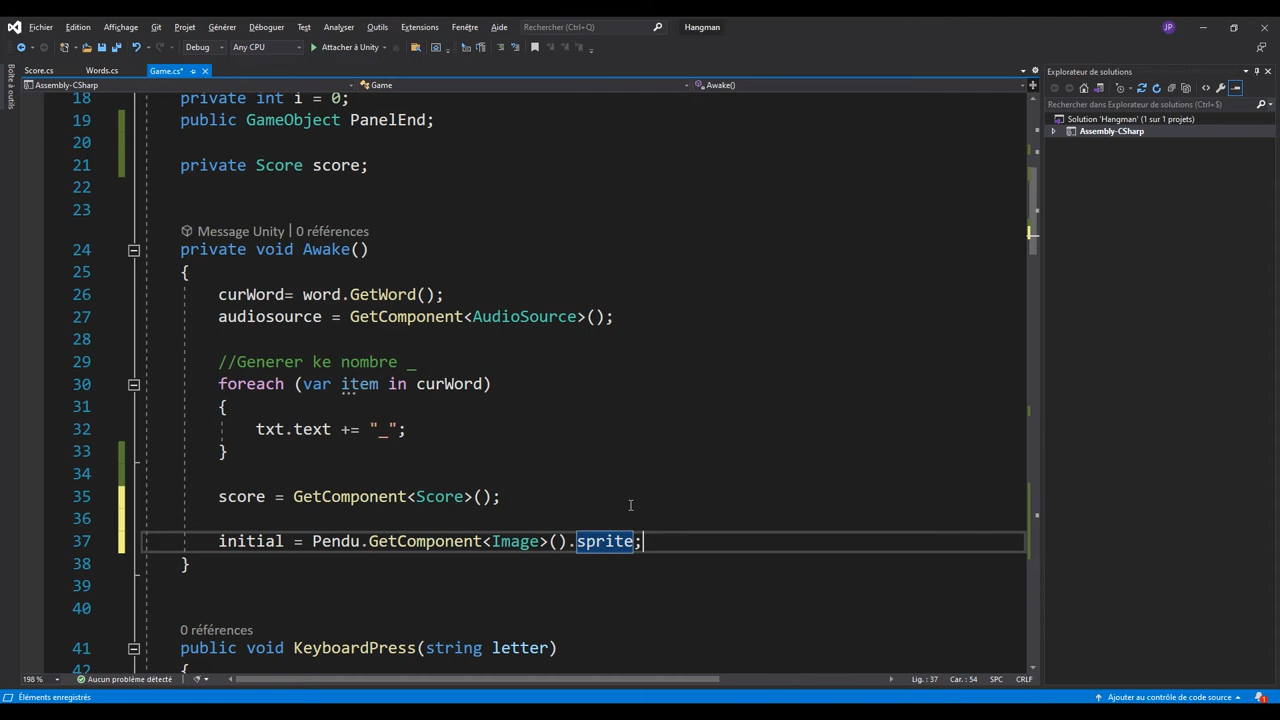 Fichier Edition Affichage Git Projet Générer Déboguer Test Analyser Outils Extensions Fenêtre Aide Rechercher (Ctrl+Q) Hangman JP
Debug Any CPU Attacher à Unity
Boîte à outils
Score.cs Words.cs Game.cs*
Assembly-CSharp Game Awake()
18 private int i = 0;
19 public GameObject PanelEnd;
20
21 private Score score;
22
23
Message Unity | 0 références
24 private void Awake()
25 {
26 curWord= word.GetWord();
27 audiosource = GetComponent<AudioSource>();
28
29 //Generer ke nombre _
30 foreach (var item in curWord)
31 {
32 txt.text += "_";
33 }
34
35 score = GetComponent<Score>();
36
37 initial = Pendu.GetComponent<Image>().sprite;
38 }
39
40
0 références
41 public void KeyboardPress(string letter)
42 {
198 % Aucun problème détecté Lig. : 37 Car. : 54 SPC CRLF
Éléments enregistrés Ajouter au contrôle de code source 1
Explorateur de solutions
Rechercher dans Explorateur de solutions (Ctrl+$)
Solution 'Hangman' (1 sur 1 projets)
Assembly-CSharp